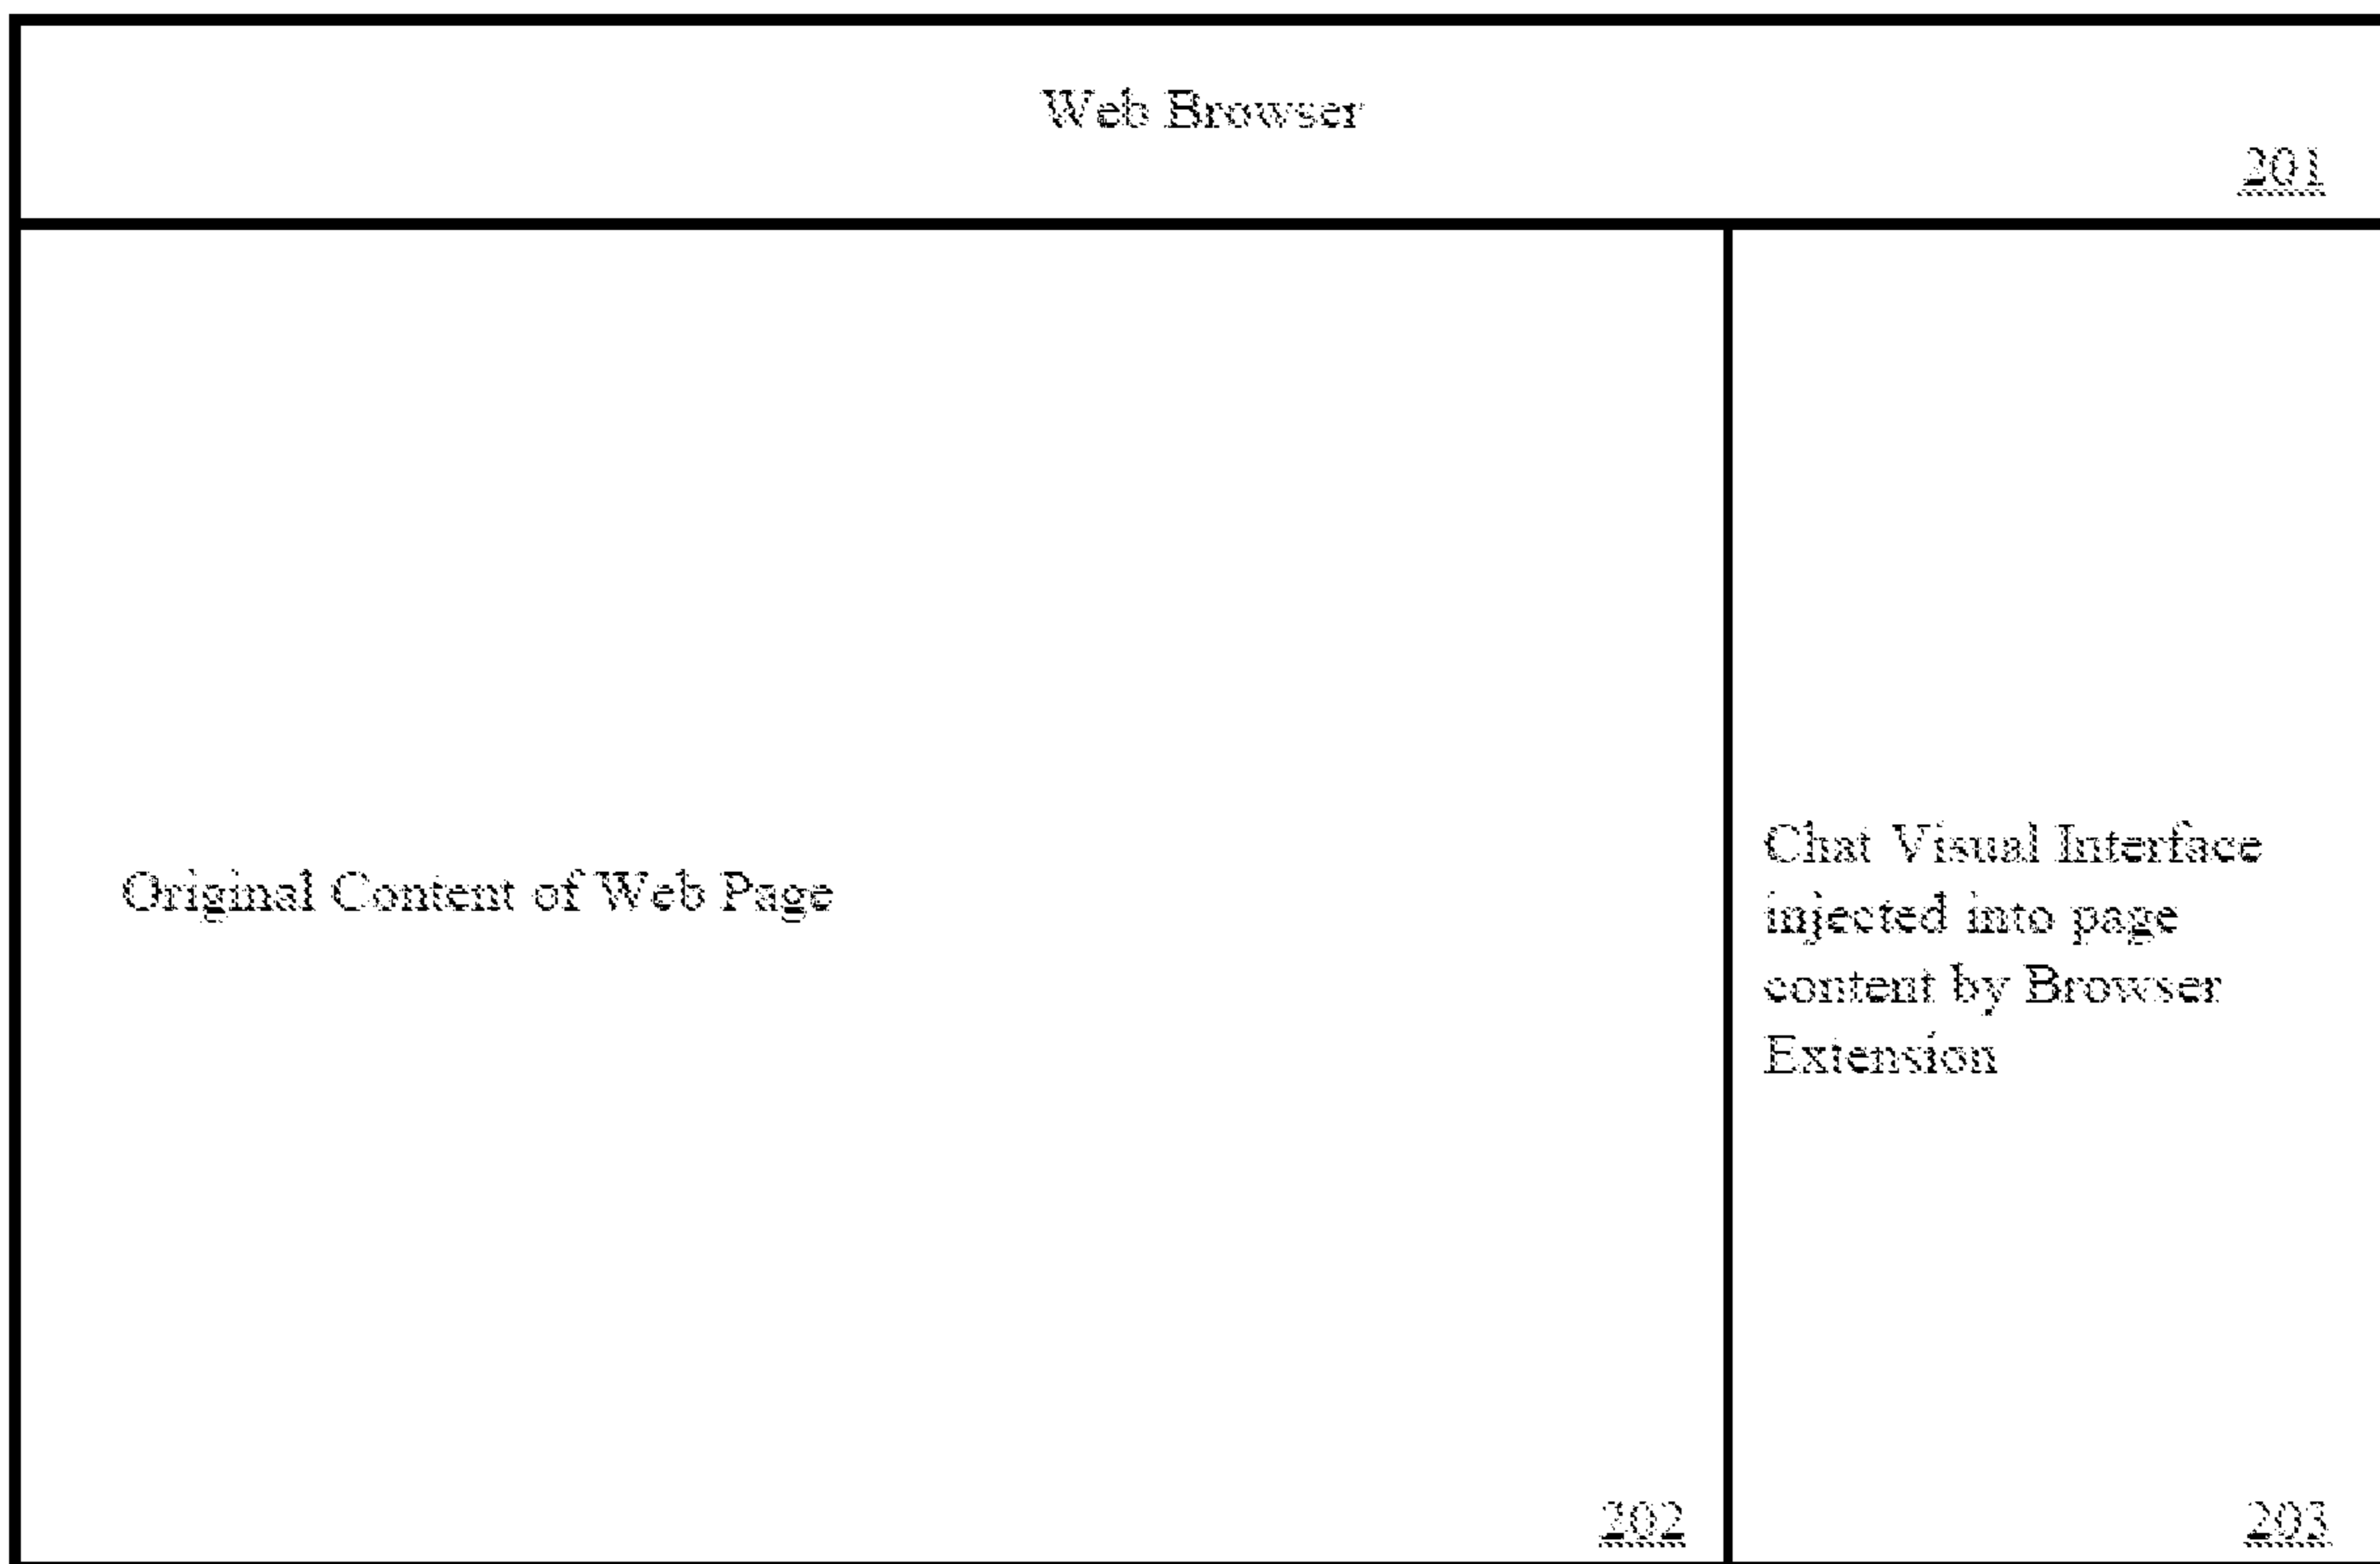 Web Browser
201
Original Content of Web Page
202
Chat Visual Interface
injected into page
content by Browser
Extension
203